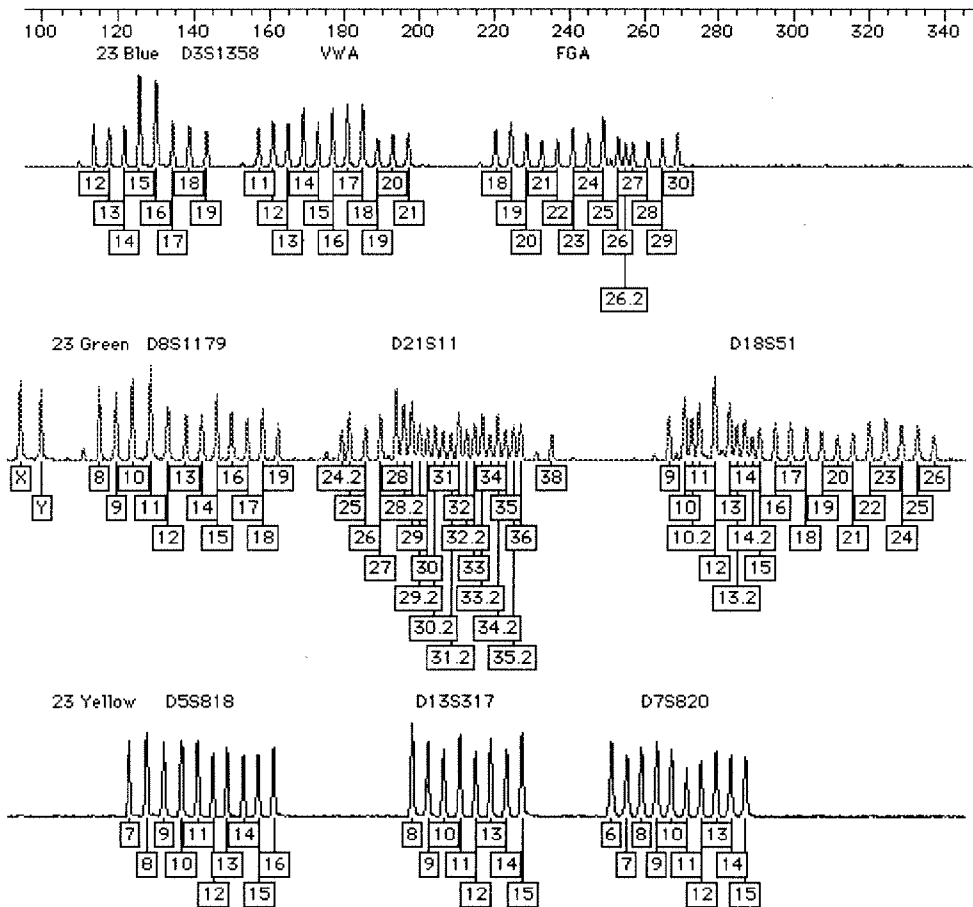 100 120 140 160 180 200 220 240 260 280 300 320 340
23 Blue D3S1358 VWA FGA
12 15 18 11 14 17 20 18 21 24 27 30
13 16 19 12 15 18 21 19 22 25 28
14 17 13 16 19 20 23 26 29
26.2
23 Green D8S1179 D21S11 D18S51
X 8 10 13 16 19 24.2 28 31 34 38 9 11 14 17 20 23 26
Y 9 11 14 17 25 28.2 32 35 10 13 16 19 22 25
12 15 18 26 29 32.2 36 10.2 14.2 18 21 24
27 30 33 12 15
29.2 33.2 13.2
30.2 34.2
31.2 35.2
23 Yellow D5S818 D13S317 D7S820
7 9 11 14 8 10 13 6 8 10 13
8 10 13 16 9 11 14 7 9 11 14
12 15 12 15 12 15